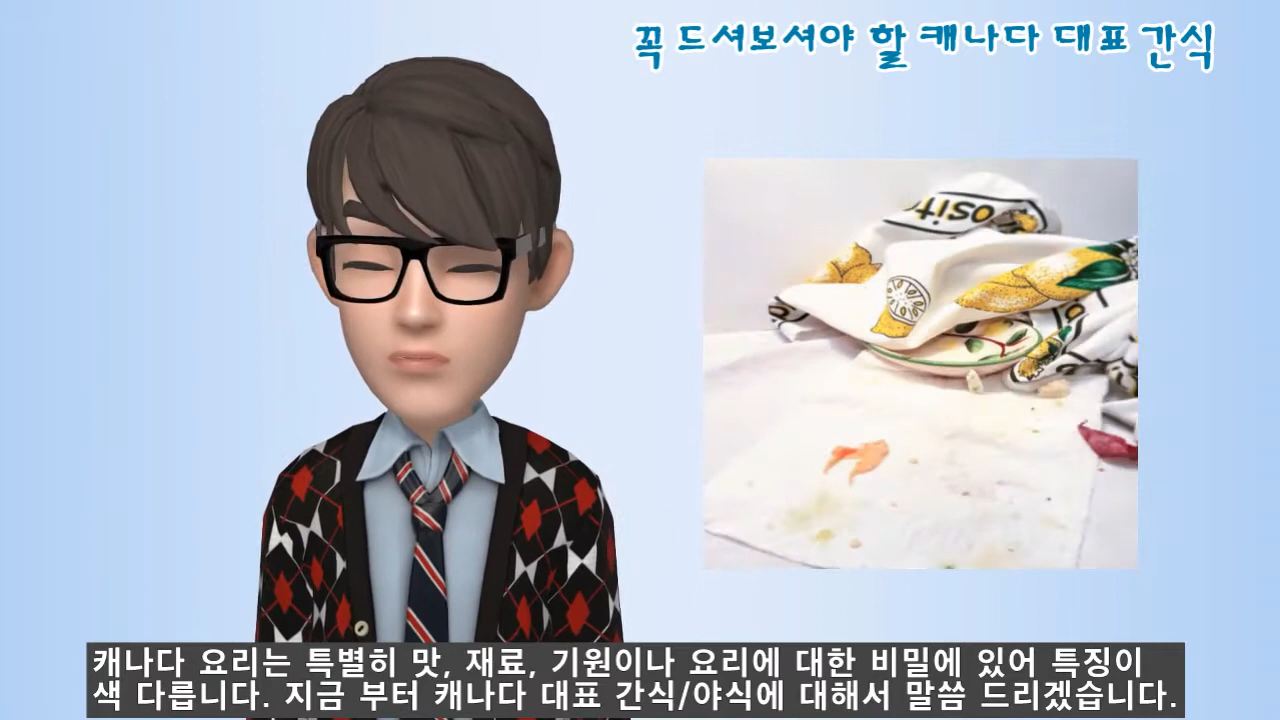 꼭 드셔보셔야 할 캐나다 대표 간식
osit
캐나다 요리는 특별히 맛, 재료, 기원이나 요리에 대한 비밀에 있어 특징이
색 다릅니다. 지금 부터 캐나다 대표 간식/야식에 대해서 말씀 드리겠습니다.